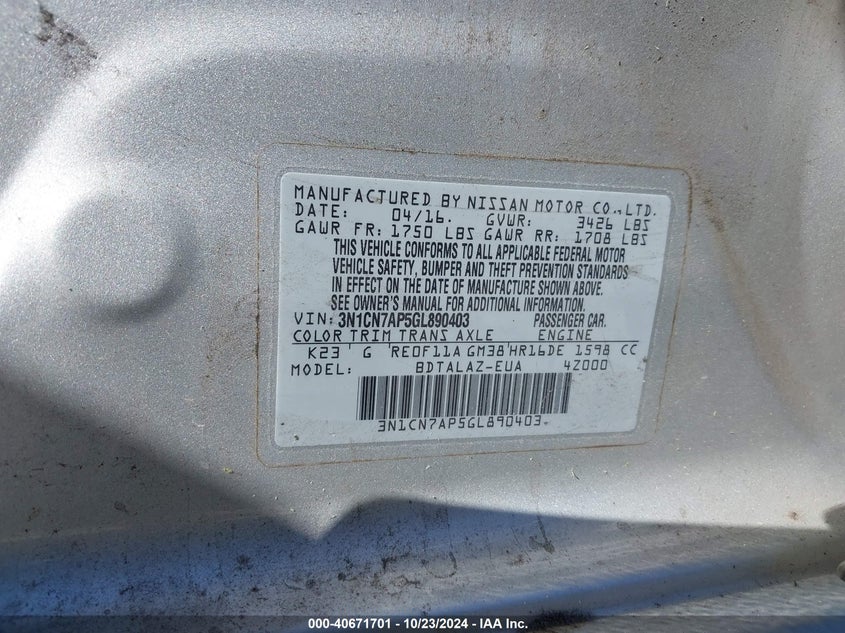 MANUFACTURED BY NISSAN MOTOR CO.,LTD.
DATE: 04/16. GVWR: 3426 LBS
GAWR FR: 1750 LBS GAWR RR: 1708 LBS
THIS VEHICLE CONFORMS TO ALL APPLICABLE FEDERAL MOTOR
VEHICLE SAFETY, BUMPER AND THEFT PREVENTION STANDARDS
IN EFFECT ON THE DATE OF MANUFACTURE SHOWN ABOVE.
SEE OWNER'S MANUAL FOR ADDITIONAL INFORMATION.
VIN: 3N1CN7AP5GL890403 PASSENGER CAR.
COLOR TRIM TRANS AXLE ENGINE
K23 G RE0F11A GM38 HR16DE 1598 CC
MODEL: BDTALAZ-EUA 4Z000
3N1CN7AP5GL890403
000-40671701 - 10/23/2024 - IAA Inc.